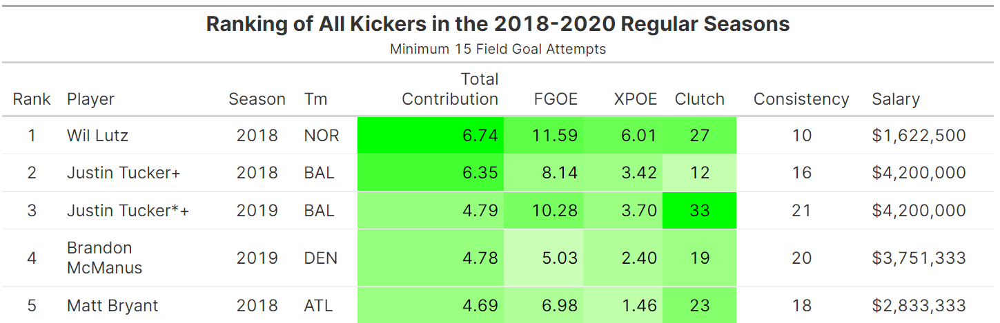 Ranking of All Kickers in the 2018-2020 Regular Seasons
Minimum 15 Field Goal Attempts
Rank Player Season Tm Total Contribution FGOE XPOE Clutch Consistency Salary
1 Wil Lutz 2018 NOR 6.74 11.59 6.01 27 10 $1,622,500
2 Justin Tucker+ 2018 BAL 6.35 8.14 3.42 12 16 $4,200,000
3 Justin Tucker*+ 2019 BAL 4.79 10.28 3.70 33 21 $4,200,000
4 Brandon McManus 2019 DEN 4.78 5.03 2.40 19 20 $3,751,333
5 Matt Bryant 2018 ATL 4.69 6.98 1.46 23 18 $2,833,333